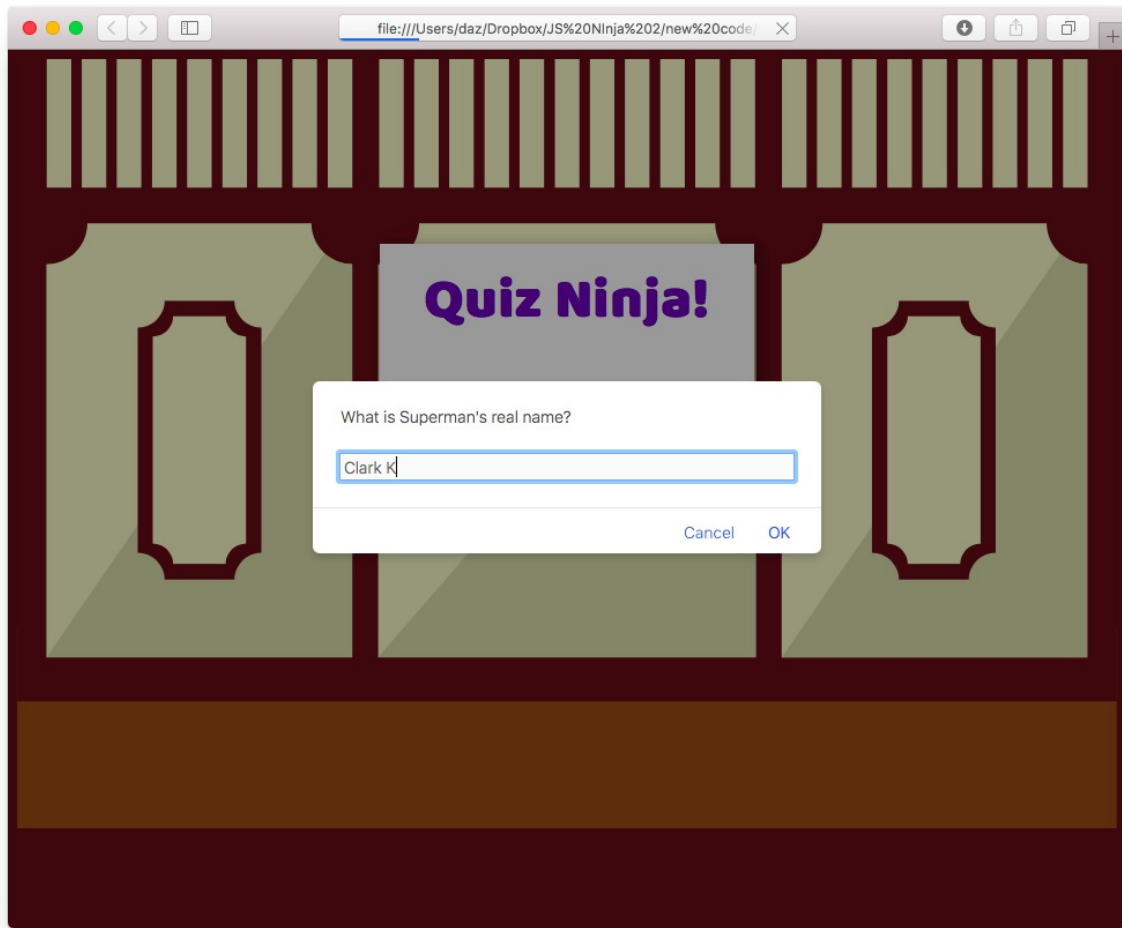 file:///Users/daz/Dropbox/JS%20NInja%202/new%20code/
Quiz Ninja!
What is Superman's real name?
Clark K
Cancel OK